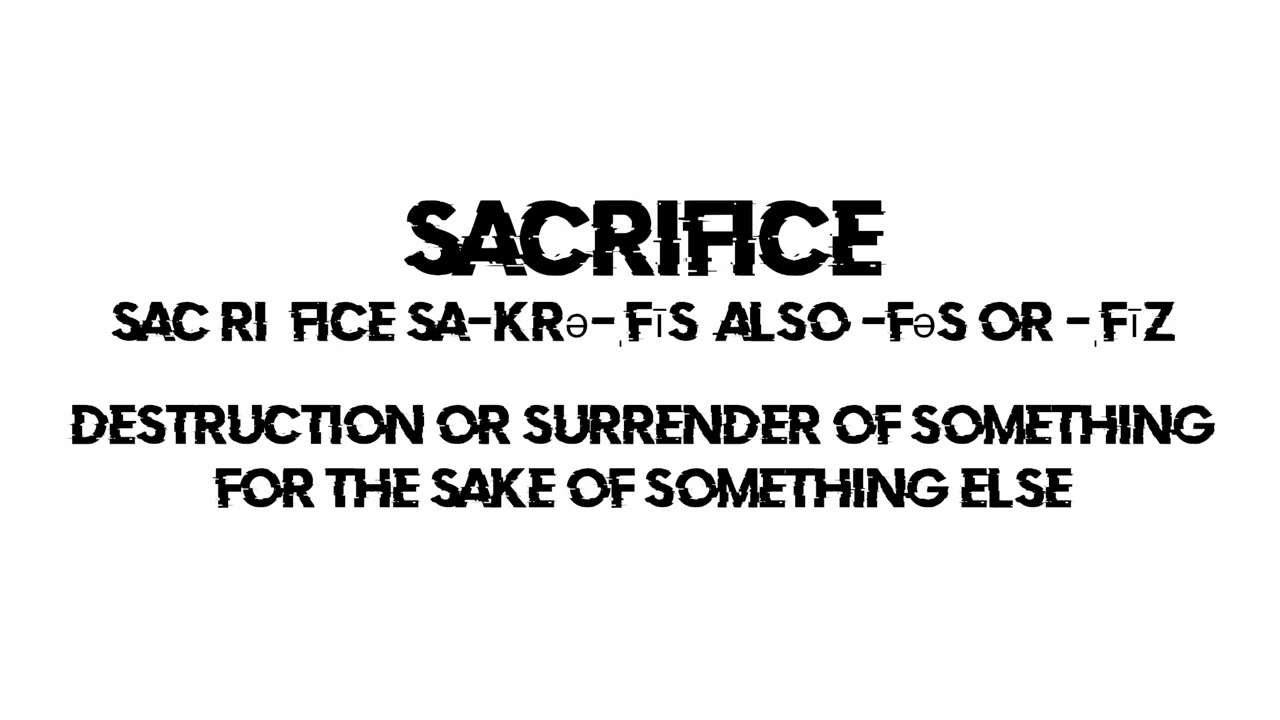 SACRIFICE
SAC RI FICE SA-KRə-ˌFĪS ALSO -FəS OR -ˌFĪZ
DESTRUCTION OR SURRENDER OF SOMETHING
FOR THE SAKE OF SOMETHING ELSE